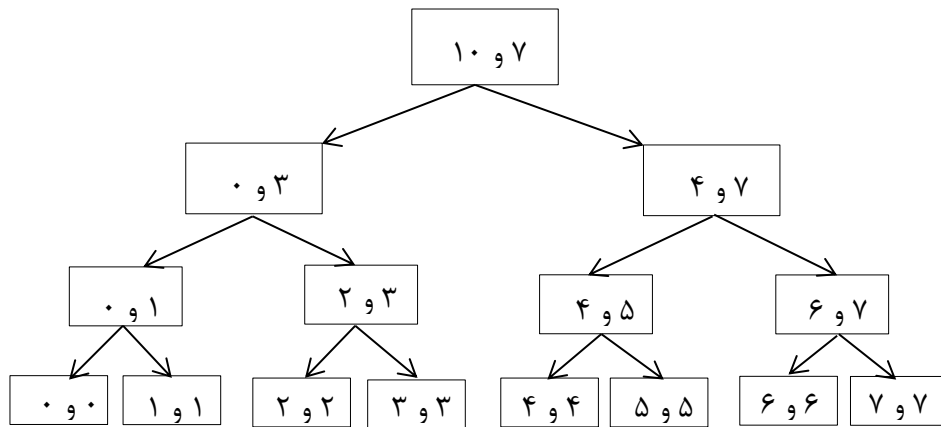 ۷ و ۱۰
۳ و ۰
۷ و ۴
۱ و ۰
۳ و ۲
۵ و ۴
۷ و ۶
۰ و ۰
۱ و ۱
۲ و ۲
۳ و ۳
۴ و ۴
۵ و ۵
۶ و ۶
۷ و ۷